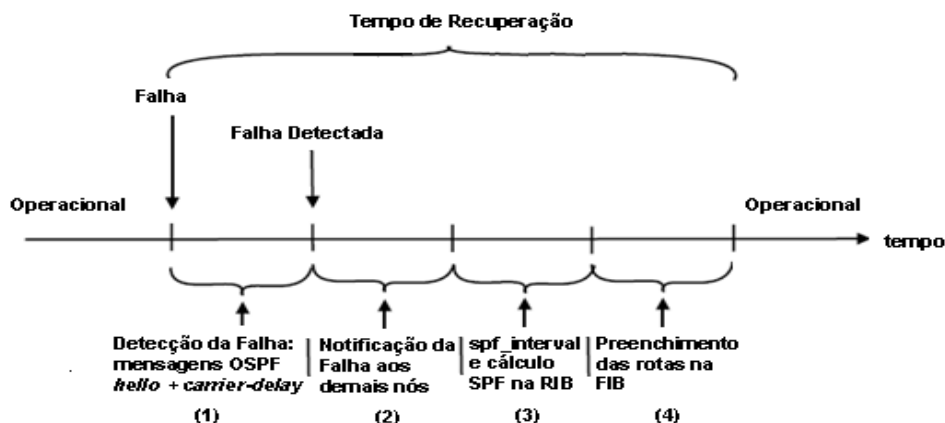 Tempo de Recuperação
Falha
Falha Detectada
Operacional
Operacional
tempo
Detecção da Falha:
mensagens OSPF
hello + carrier-delay
(1)
Notificação da
Falha aos
demais nós
(2)
spf_interval
e cálculo
SPF na RIB
(3)
Preenchimento
das rotas na
FIB
(4)